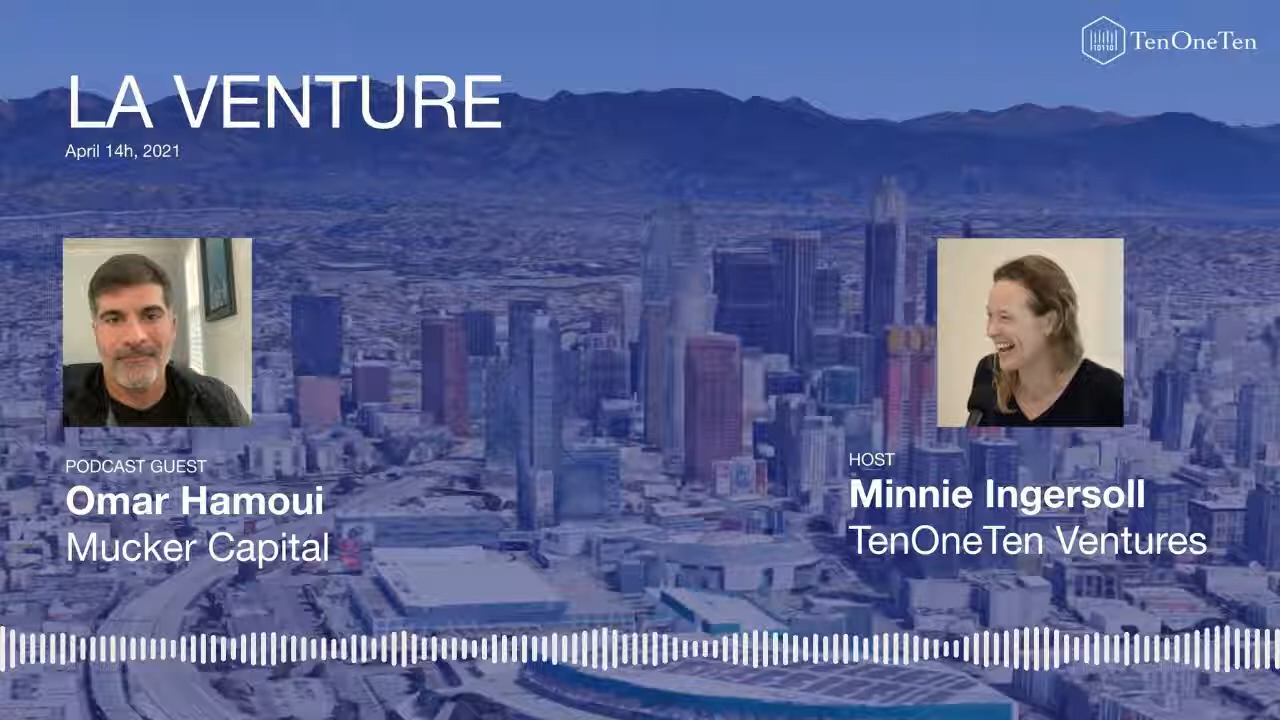 TenOneTen
LA VENTURE
April 14h, 2021
PODCAST GUEST
Omar Hamoui
Mucker Capital
HOST
Minnie Ingersoll
TenOneTen Ventures